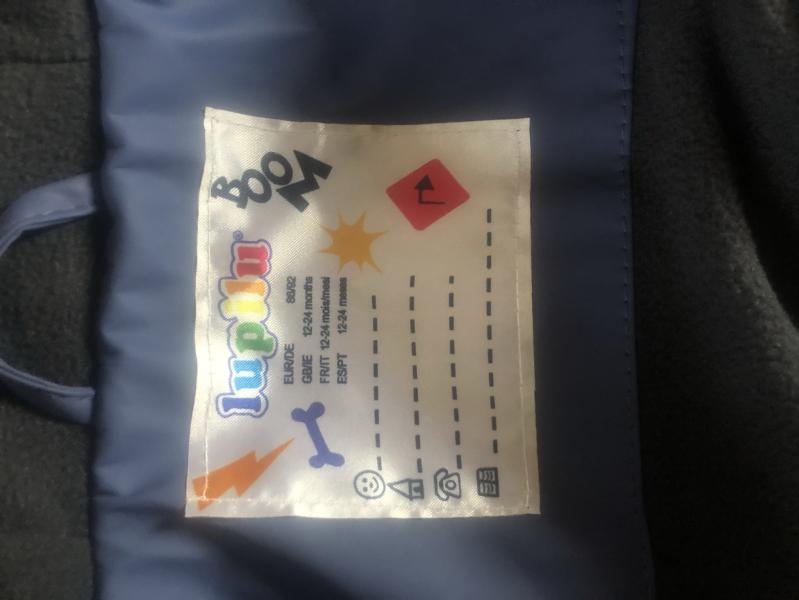 BOOM
lupilu®
EUR/DE 86/92
GB/IE 12-24 months
FR/IT 12-24 mois/mesi
ES/PT 12-24 meses